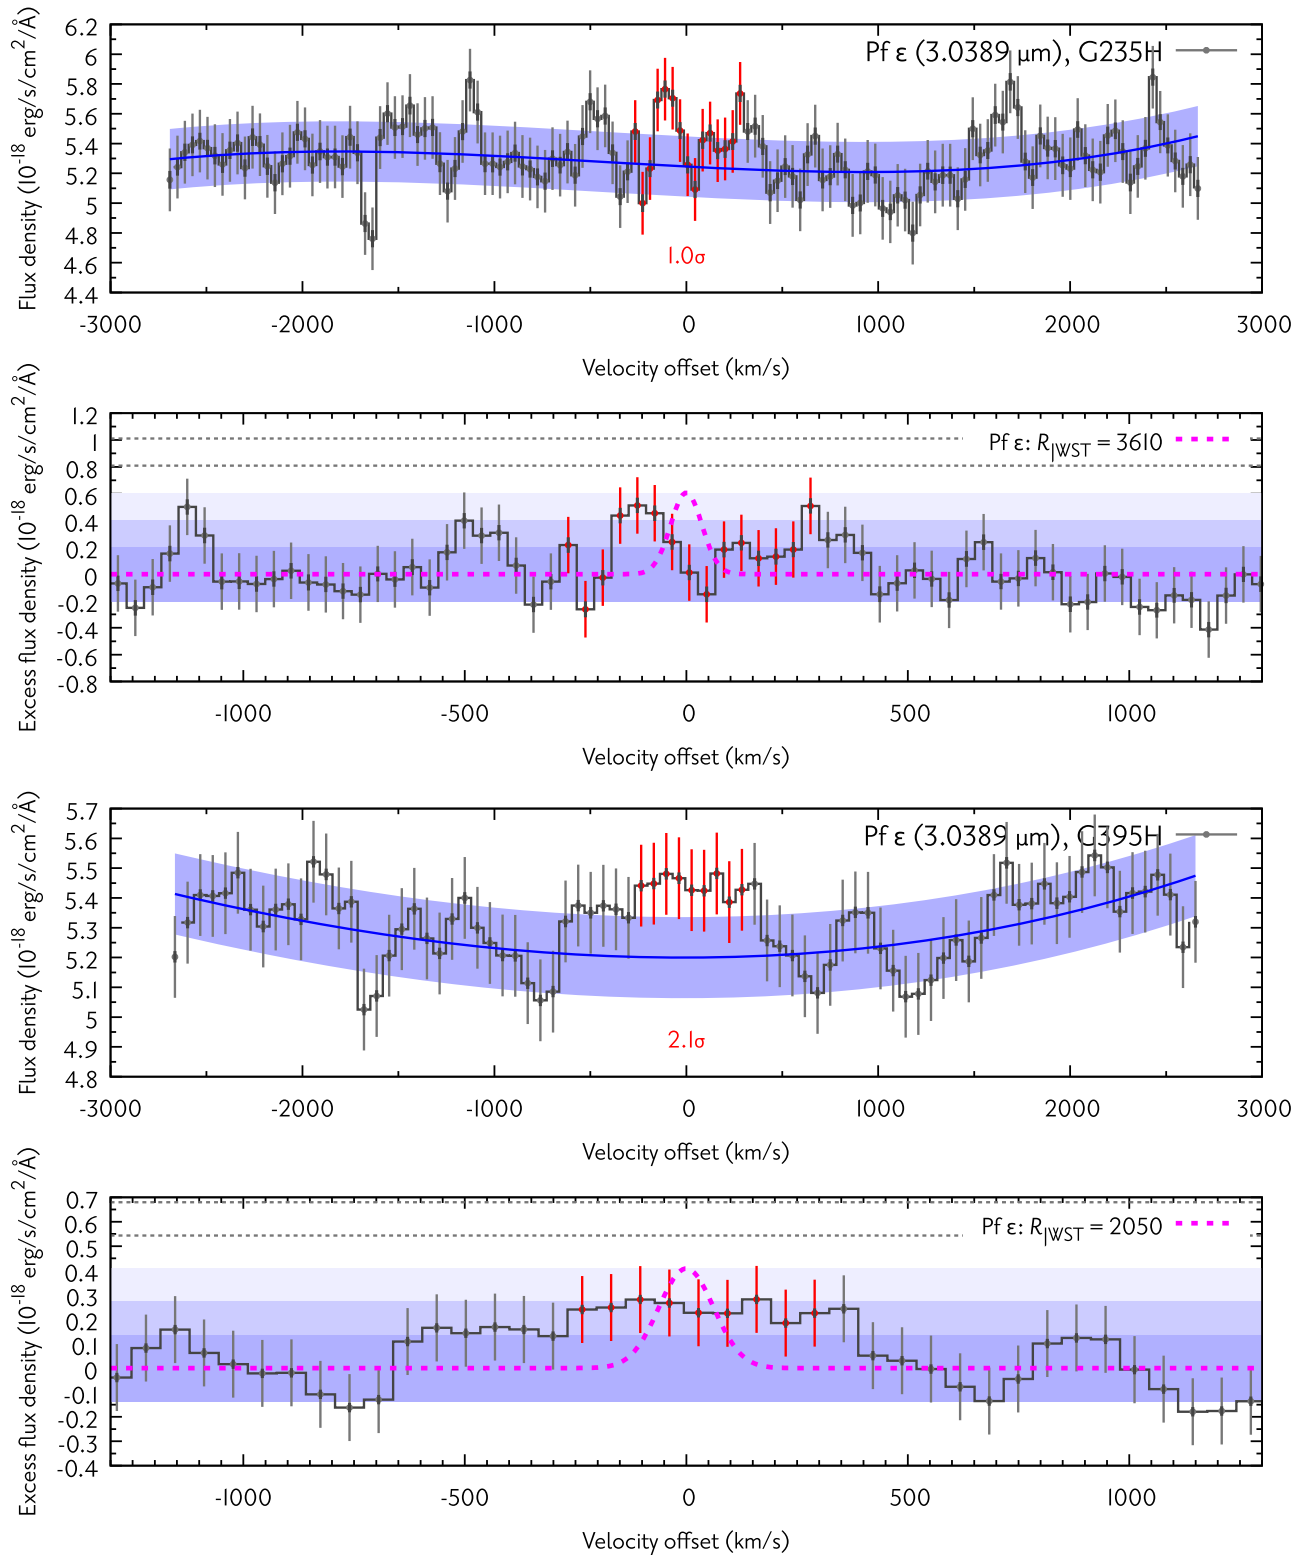 Flux density (10⁻¹⁸ erg/s/cm²/Å)
6.2
6
5.8
5.6
5.4
5.2
5
4.8
4.6
4.4
Pf ε (3.0389 μm), G235H
1.0σ
-3000 -2000 -1000 0 1000 2000 3000
Velocity offset (km/s)
Excess flux density (10⁻¹⁸ erg/s/cm²/Å)
1.2
1
0.8
0.6
0.4
0.2
0
-0.2
-0.4
-0.6
-0.8
Pf ε: R_JWST = 3610
-1000 -500 0 500 1000
Velocity offset (km/s)
Flux density (10⁻¹⁸ erg/s/cm²/Å)
5.7
5.6
5.5
5.4
5.3
5.2
5.1
5
4.9
4.8
Pf ε (3.0389 μm), G395H
2.1σ
-3000 -2000 -1000 0 1000 2000 3000
Velocity offset (km/s)
Excess flux density (10⁻¹⁸ erg/s/cm²/Å)
0.7
0.6
0.5
0.4
0.3
0.2
0.1
0
-0.1
-0.2
-0.3
-0.4
Pf ε: R_JWST = 2050
-1000 -500 0 500 1000
Velocity offset (km/s)